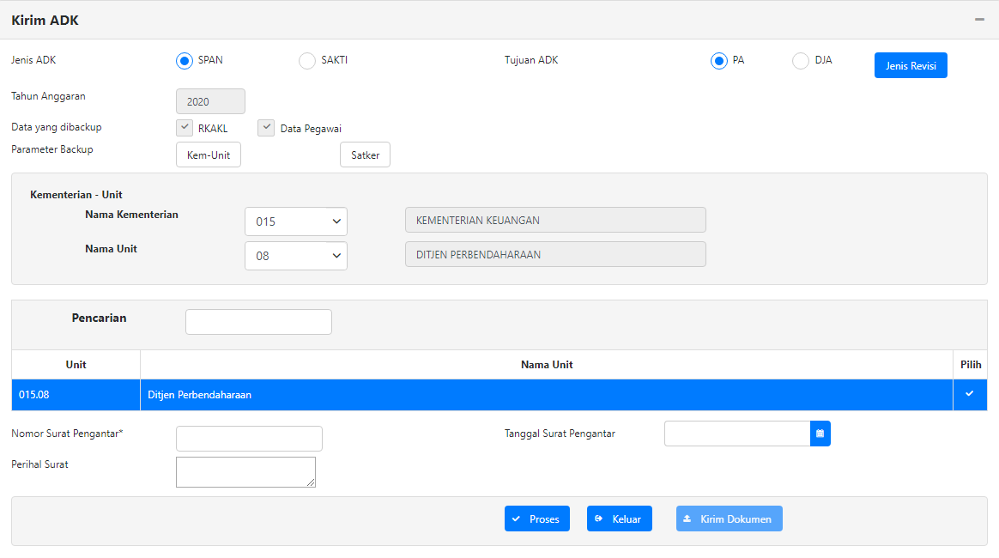 Kirim ADK
Jenis ADK SPAN SAKTI Tujuan ADK PA DJA Jenis Revisi
Tahun Anggaran 2020
Data yang dibackup RKAKL Data Pegawai
Parameter Backup Kem-Unit Satker
Kementerian - Unit
Nama Kementerian 015 KEMENTERIAN KEUANGAN
Nama Unit 08 DITJEN PERBENDAHARAAN
Pencarian
Unit Nama Unit Pilih
015.08 Ditjen Perbendaharaan
Nomor Surat Pengantar* Tanggal Surat Pengantar
Perihal Surat
Proses Keluar Kirim Dokumen